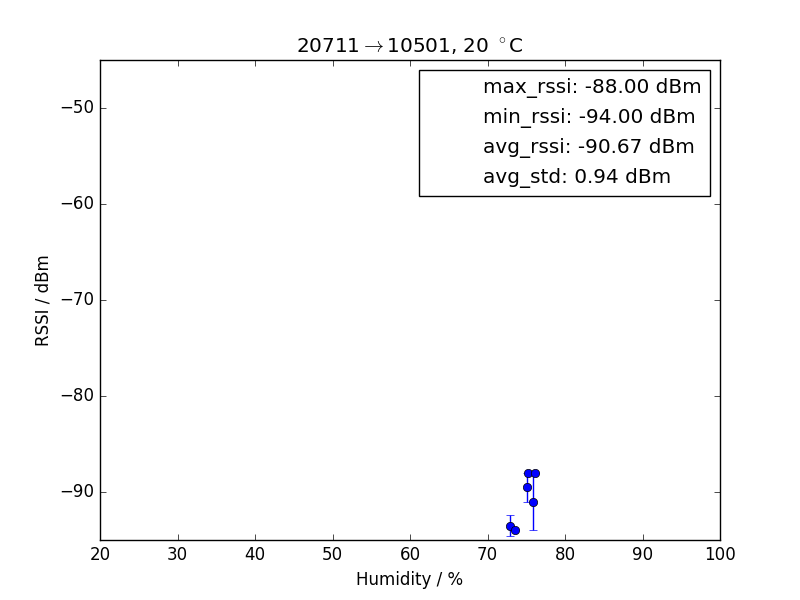 20711→10501, 20 °C
max_rssi: -88.00 dBm
min_rssi: -94.00 dBm
avg_rssi: -90.67 dBm
avg_std: 0.94 dBm
RSSI / dBm
−50
−60
−70
−80
−90
20 30 40 50 60 70 80 90 100
Humidity / %